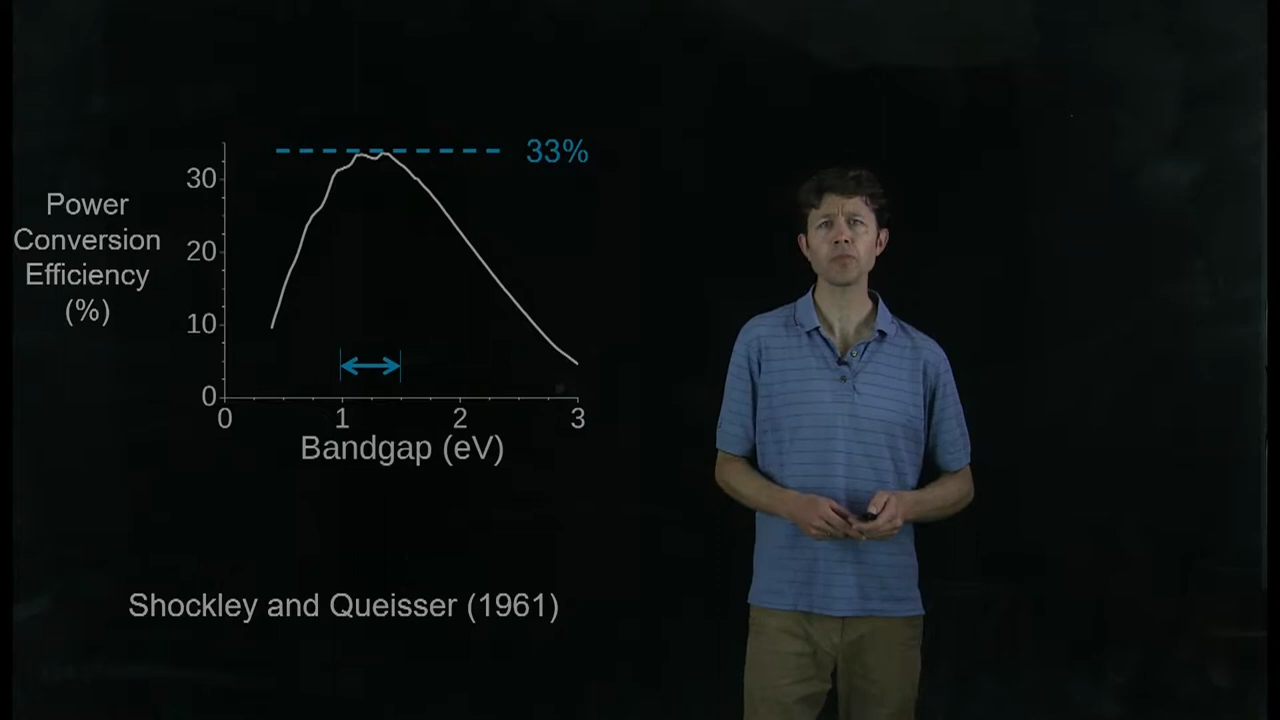 33%
30
20
10
0
Power
Conversion
Efficiency
(%)
0 1 2 3
Bandgap (eV)
Shockley and Queisser (1961)